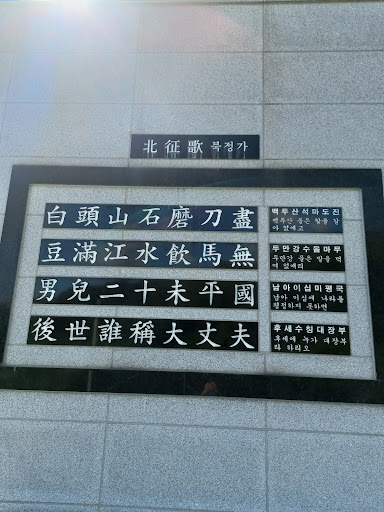 北征歌 북정가
白頭山石磨刀盡
백두산석마도진
백두산 돌은 칼을 갈
아 없애고
豆滿江水飮馬無
두만강수음마무
두만강 물은 말을 먹
여 없애리
男兒二十未平國
남아이십미평국
남아 이십에 나라를
평정하지 못하면
後世誰稱大丈夫
후세수칭대장부
후세에 누가 대장부
라 하리오